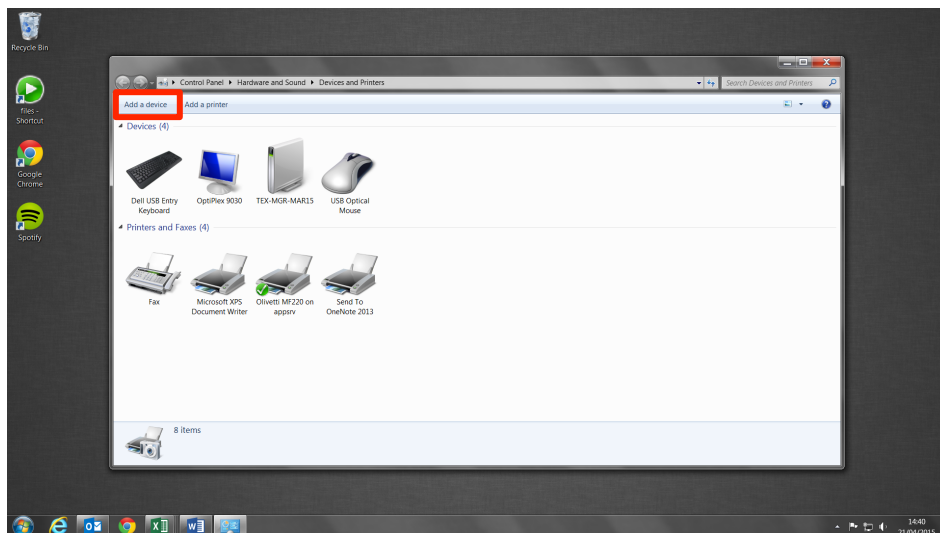 Recycle Bin
files -
Shortcut
Google
Chrome
Spotify
Control Panel
Hardware and Sound
Devices and Printers
Search Devices and Printers
Add a device
Add a printer
Devices (4)
Dell USB Entry
Keyboard
OptiPlex 9030
TEX-MGR-MAR15
USB Optical
Mouse
Printers and Faxes (4)
Fax
Microsoft XPS
Document Writer
Olivetti MF220 on
appsrv
Send To
OneNote 2013
8 items
14:40
21/04/2015